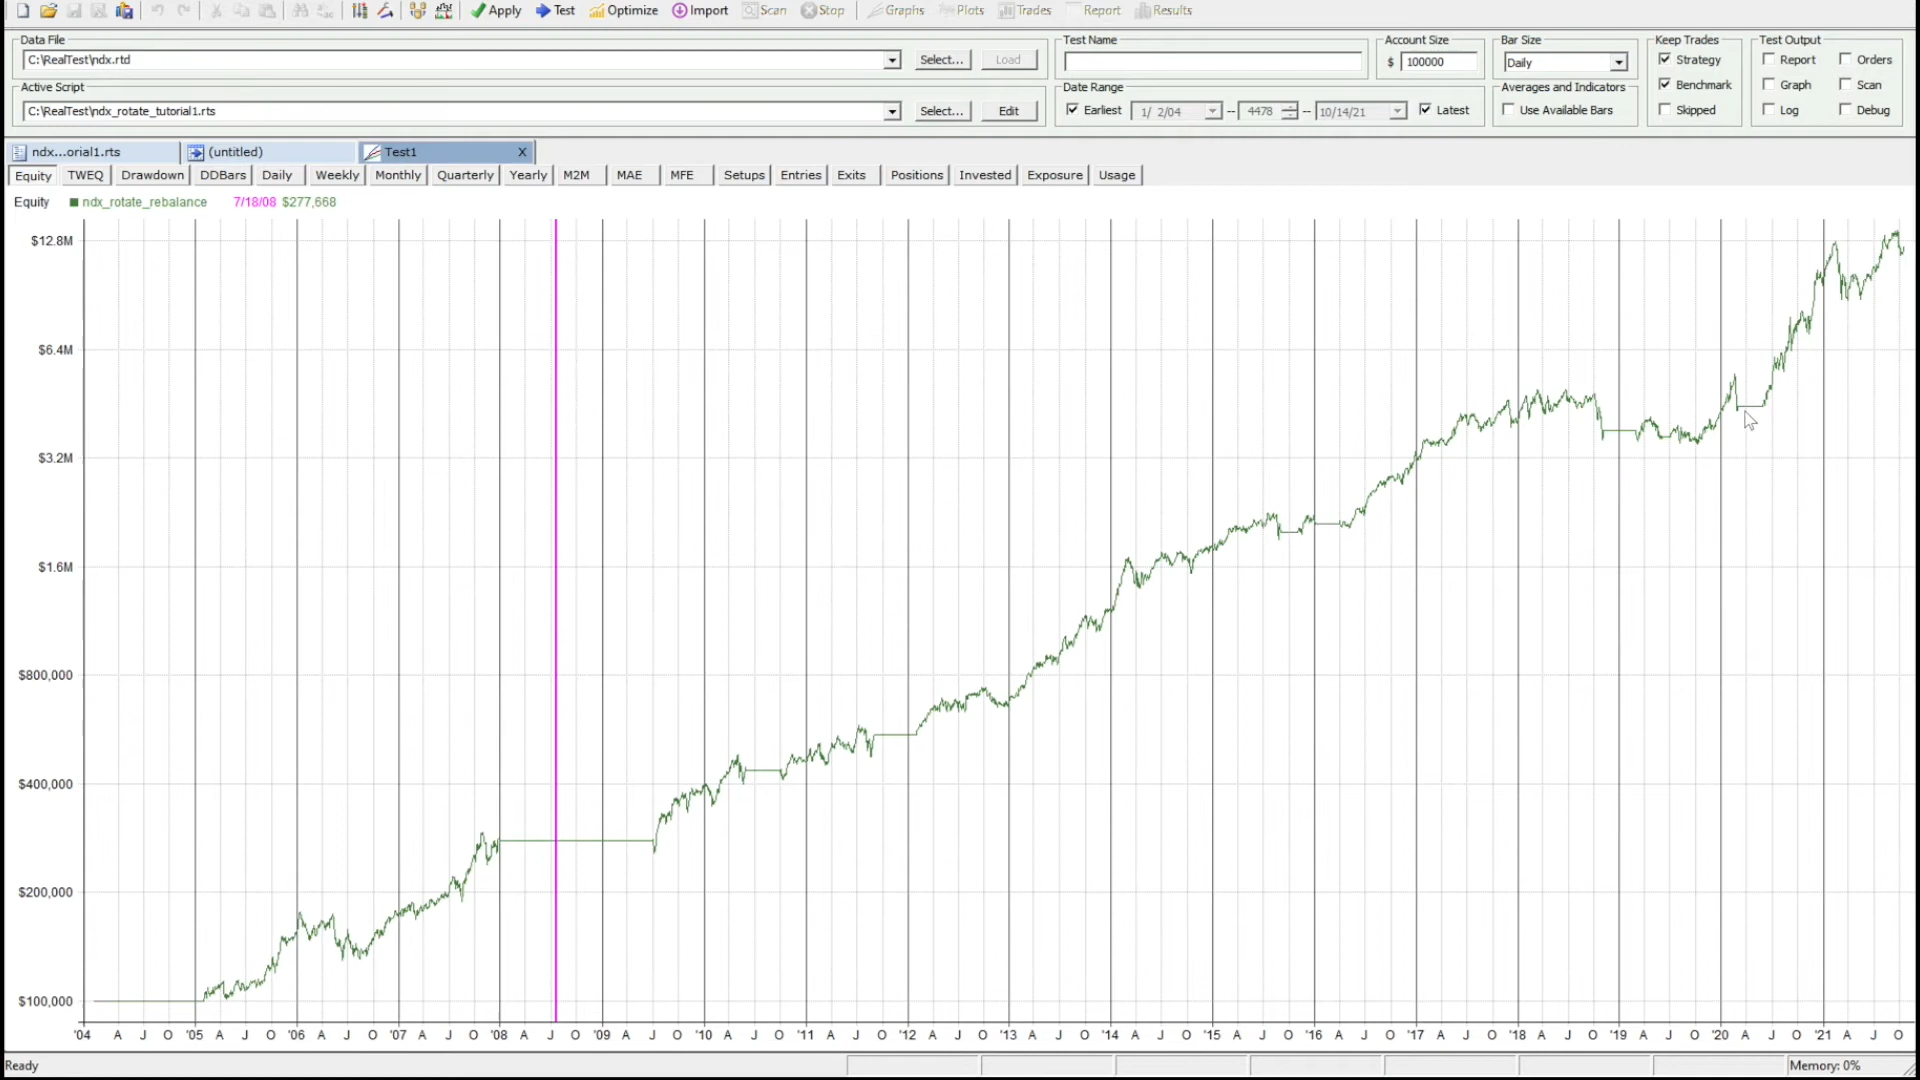 Apply Test Optimize Import Scan Stop Graphs Plots Trades Report Results
Data File
C:\RealTest\ndx.rtd
Select... Load
Test Name
Account Size
$ 100000
Bar Size
Daily
Keep Trades
Strategy
Benchmark
Skipped
Test Output
Report Orders
Graph Scan
Log Debug
Active Script
C:\RealTest\ndx_rotate_tutorial1.rts
Select... Edit
Date Range
Earliest 1/ 2/04 -- 4478 -- 10/14/21 Latest
Averages and Indicators
Use Available Bars
ndx...orial1.rts (untitled) Test1 X
Equity TWEQ Drawdown DDBars Daily Weekly Monthly Quarterly Yearly M2M MAE MFE Setups Entries Exits Positions Invested Exposure Usage
Equity ndx_rotate_rebalance 7/18/08 $277,668
$12.8M
$6.4M
$3.2M
$1.6M
$800,000
$400,000
$200,000
$100,000
'04 A J O '05 A J O '06 A J O '07 A J O '08 A J O '09 A J O '10 A J O '11 A J O '12 A J O '13 A J O '14 A J O '15 A J O '16 A J O '17 A J O '18 A J O '19 A J O '20 A J O '21 A J O
Ready
Memory: 0%